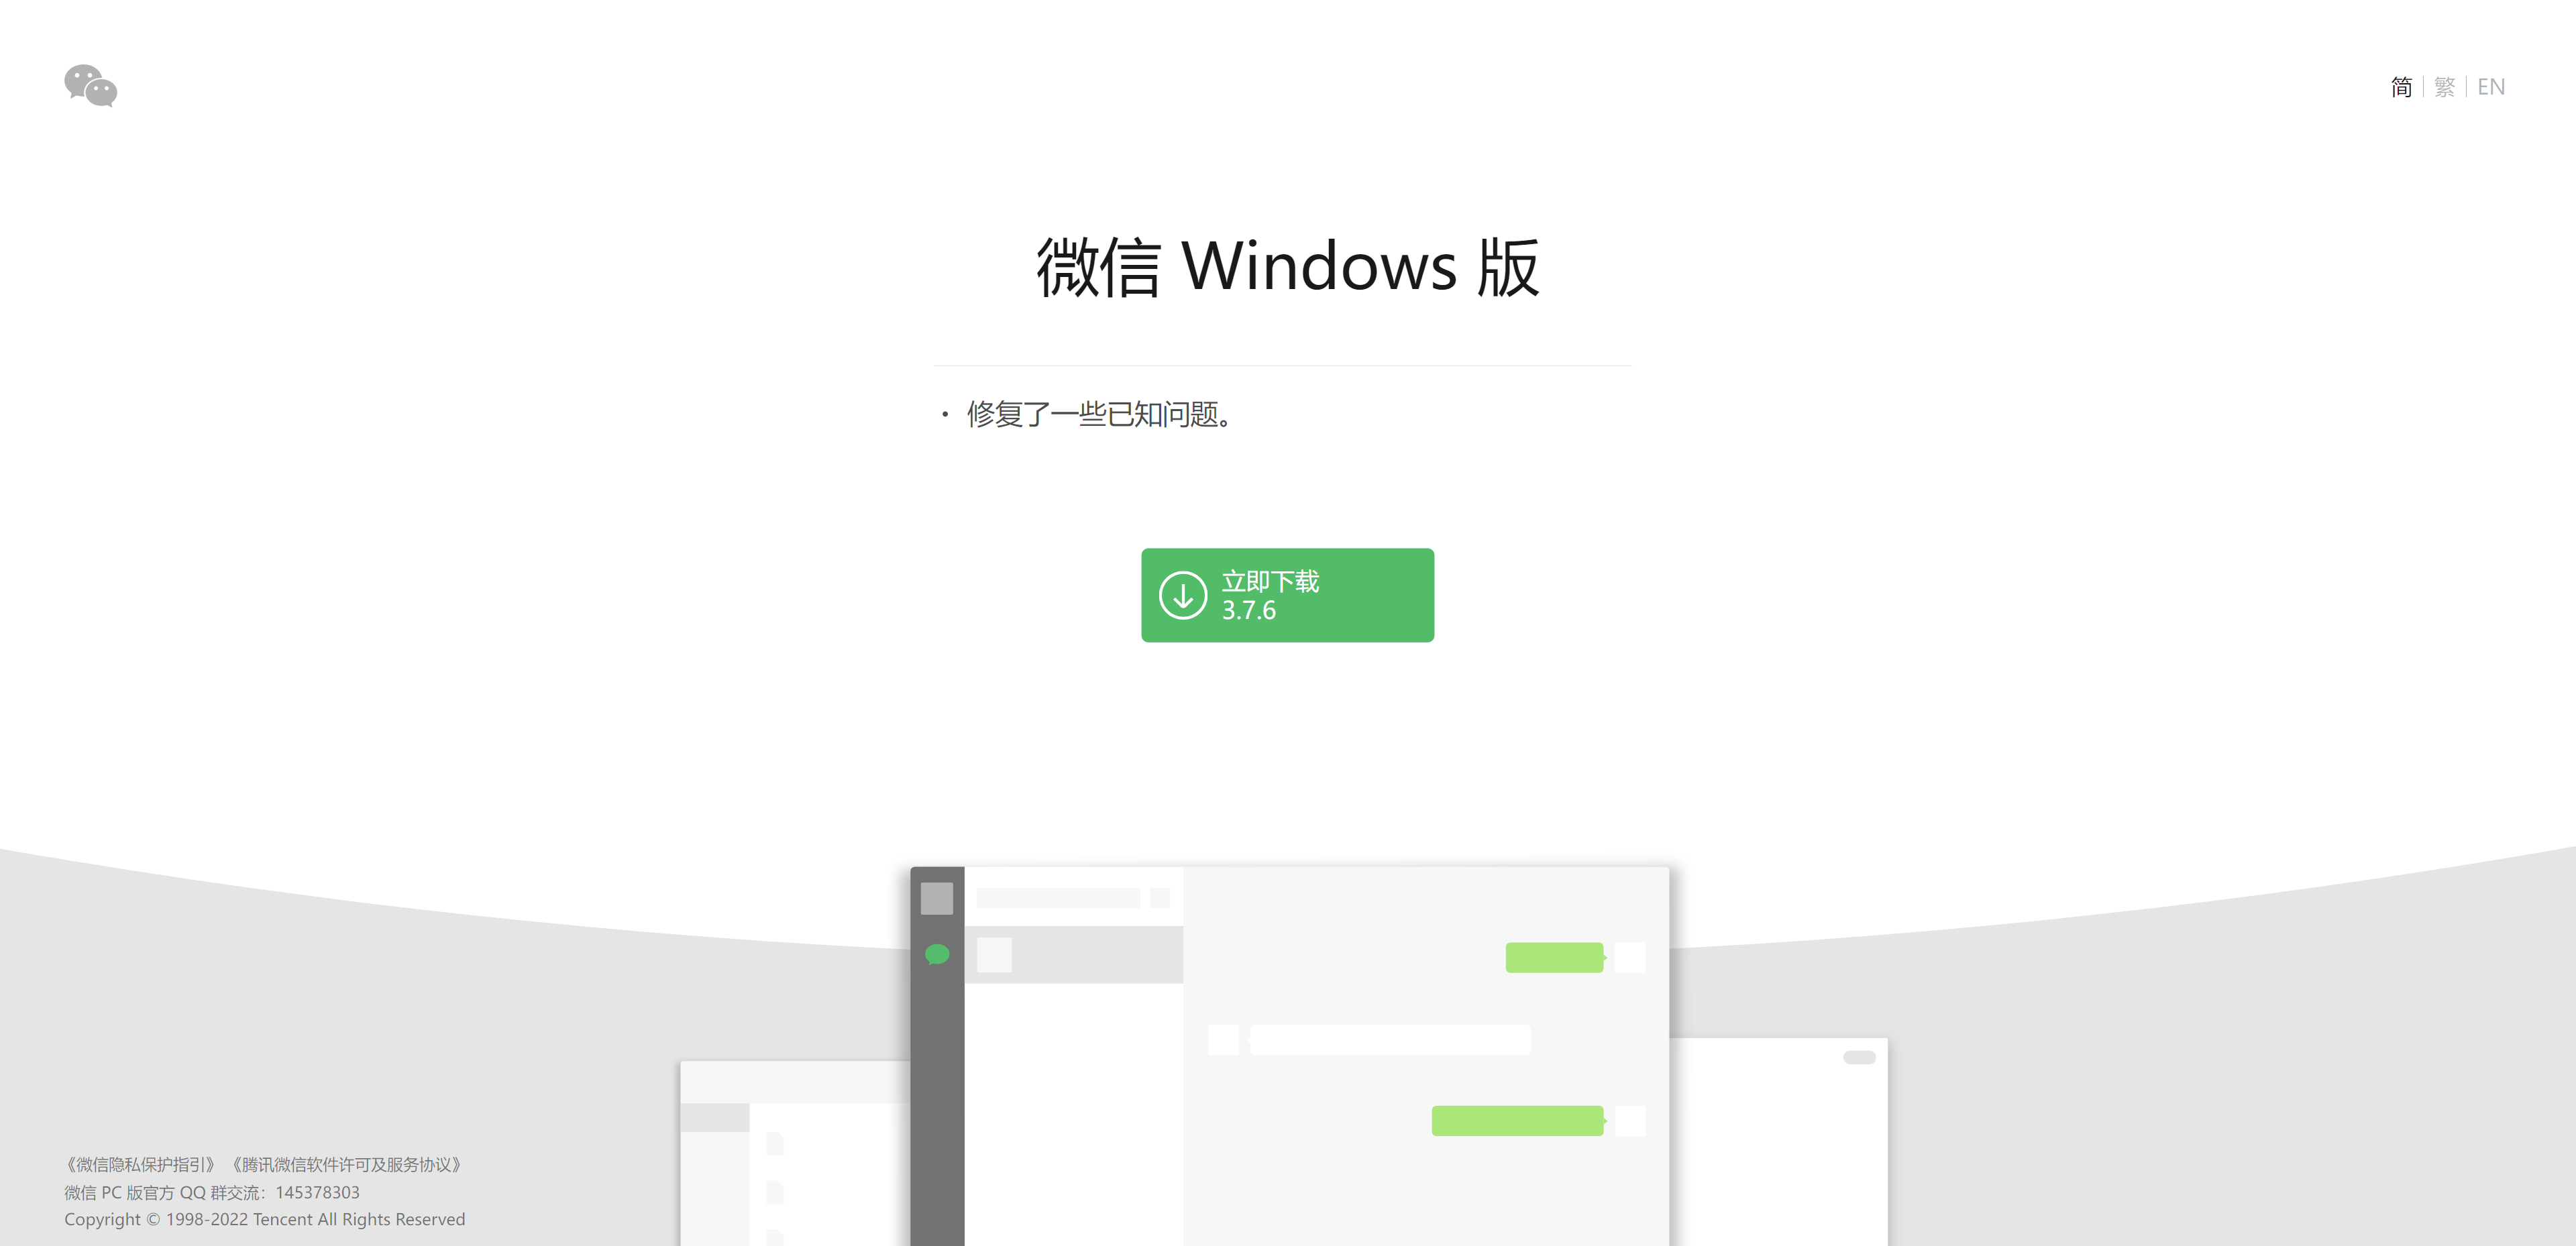 简 | 繁 | EN
微信 Windows 版
· 修复了一些已知问题。
立即下载
3.7.6
《微信隐私保护指引》 《腾讯微信软件许可及服务协议》
微信 PC 版官方 QQ 群交流：145378303
Copyright © 1998-2022 Tencent All Rights Reserved